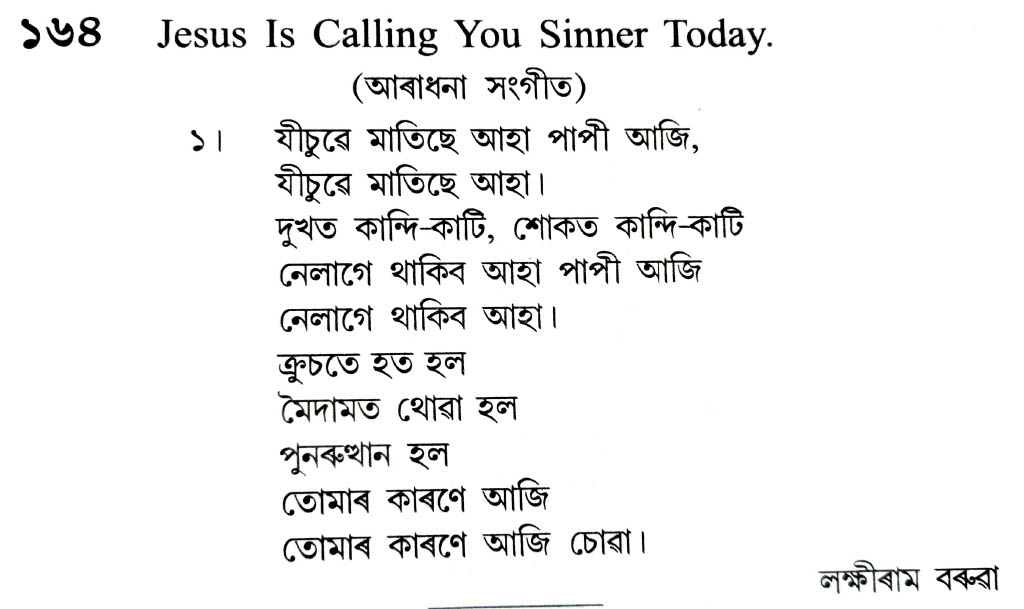 ১৬৪ Jesus Is Calling You Sinner Today.
(আৰাধনা সংগীত)
১। যীচুৱে মাতিছে আহা পাপী আজি,
যীচুৱে মাতিছে আহা।
দুখত কান্দি-কাটি, শোকত কান্দি-কাটি
নেলাগে থাকিব আহা পাপী আজি
নেলাগে থাকিব আহা।
ক্রুচতে হত হল
মৈদামত থোৱা হল
পুনৰুত্থান হল
তোমাৰ কাৰণে আজি
তোমাৰ কাৰণে আজি চোৱা।
লক্ষীৰাম বৰুৱা